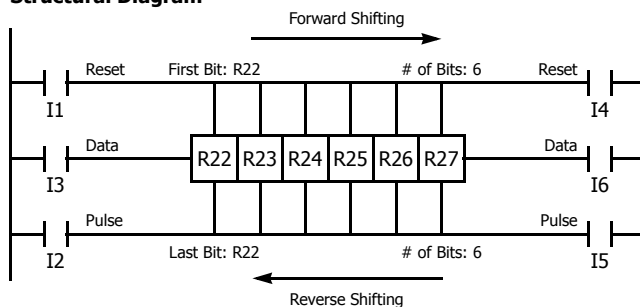 Structural Diagram
Forward Shifting
Reset First Bit: R22 # of Bits: 6 Reset
I1 I4
Data Data
R22 R23 R24 R25 R26 R27
I3 I6
Pulse Pulse
I2 Last Bit: R22 # of Bits: 6 I5
Reverse Shifting